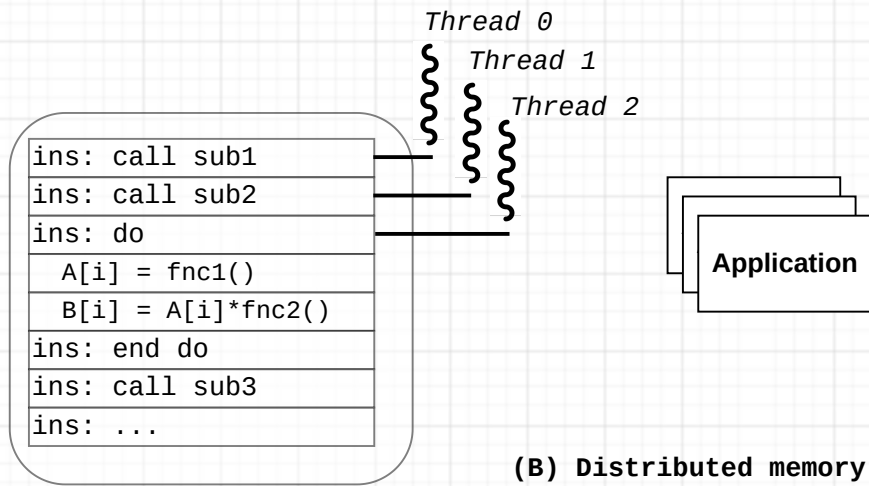 Thread 0
Thread 1
Thread 2
ins: call sub1
ins: call sub2
ins: do
A[i] = fnc1()
B[i] = A[i]*fnc2()
ins: end do
ins: call sub3
ins: ...
Application
(B) Distributed memory